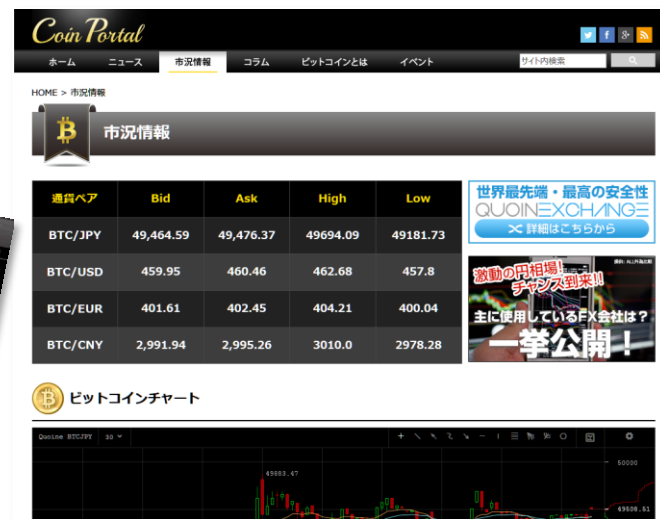 Coin Portal
ホーム ニュース 市況情報 コラム ビットコインとは イベント サイト内検索
HOME > 市況情報
市況情報
通貨ペア Bid Ask High Low
BTC/JPY 49,464.59 49,476.37 49694.09 49181.73
BTC/USD 459.95 460.46 462.68 457.8
BTC/EUR 401.61 402.45 404.21 400.04
BTC/CNY 2,991.94 2,995.26 3010.0 2978.28
世界最先端・最高の安全性
QUOINEXCHANGE
詳細はこちらから
激動の円相場!
チャンス到来!!
主に使用しているFX会社は?
一挙公開!
ビットコインチャート
Quoine BTCJPY 30
49883.47
50000
49508.51